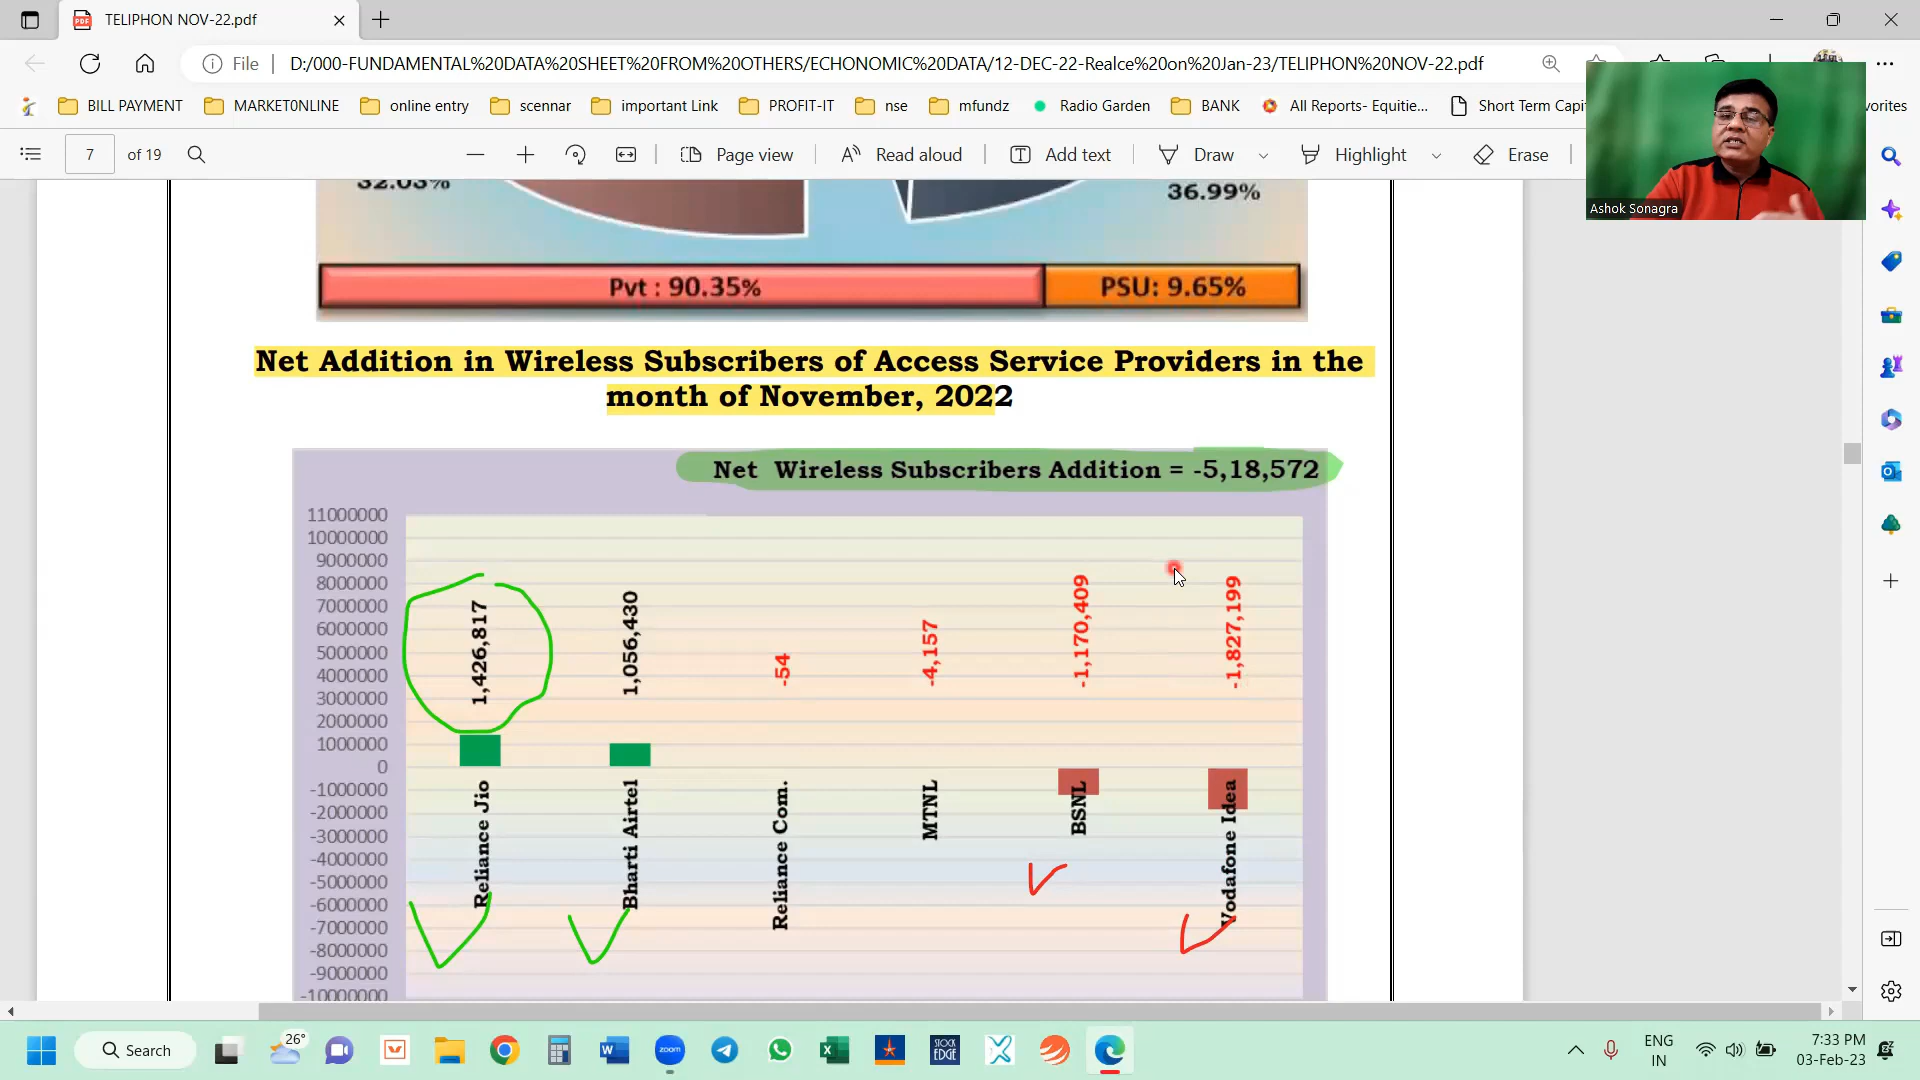 TELIPHON NOV-22.pdf
File
D:/000-FUNDAMENTAL%20DATA%20SHEET%20FROM%20OTHERS/ECHONOMIC%20DATA/12-DEC-22-Realce%20on%20Jan-23/TELIPHON%20NOV-22.pdf
BILL PAYMENT MARKET0NLINE online entry scennar important Link PROFIT-IT nse mfundz Radio Garden BANK All Reports- Equitie... Short Term Capi vorites
7 of 19 Page view Read aloud Add text Draw Highlight Erase
Ashok Sonagra
32.03% 36.99%
Pvt : 90.35% PSU: 9.65%
Net Addition in Wireless Subscribers of Access Service Providers in the
month of November, 2022
Net Wireless Subscribers Addition = -5,18,572
11000000
10000000
9000000
8000000
7000000
6000000
5000000
4000000
3000000
2000000
1000000
0
-1000000
-2000000
-3000000
-4000000
-5000000
-6000000
-7000000
-8000000
-9000000
-10000000
1,426,817
1,056,430
-54
-4,157
-1,170,409
-1,827,199
Reliance Jio
Bharti Airtel
Reliance Com.
MTNL
BSNL
Vodafone Idea
Search
26°
zoom
STOCK EDGE
ENG
IN
7:33 PM
03-Feb-23